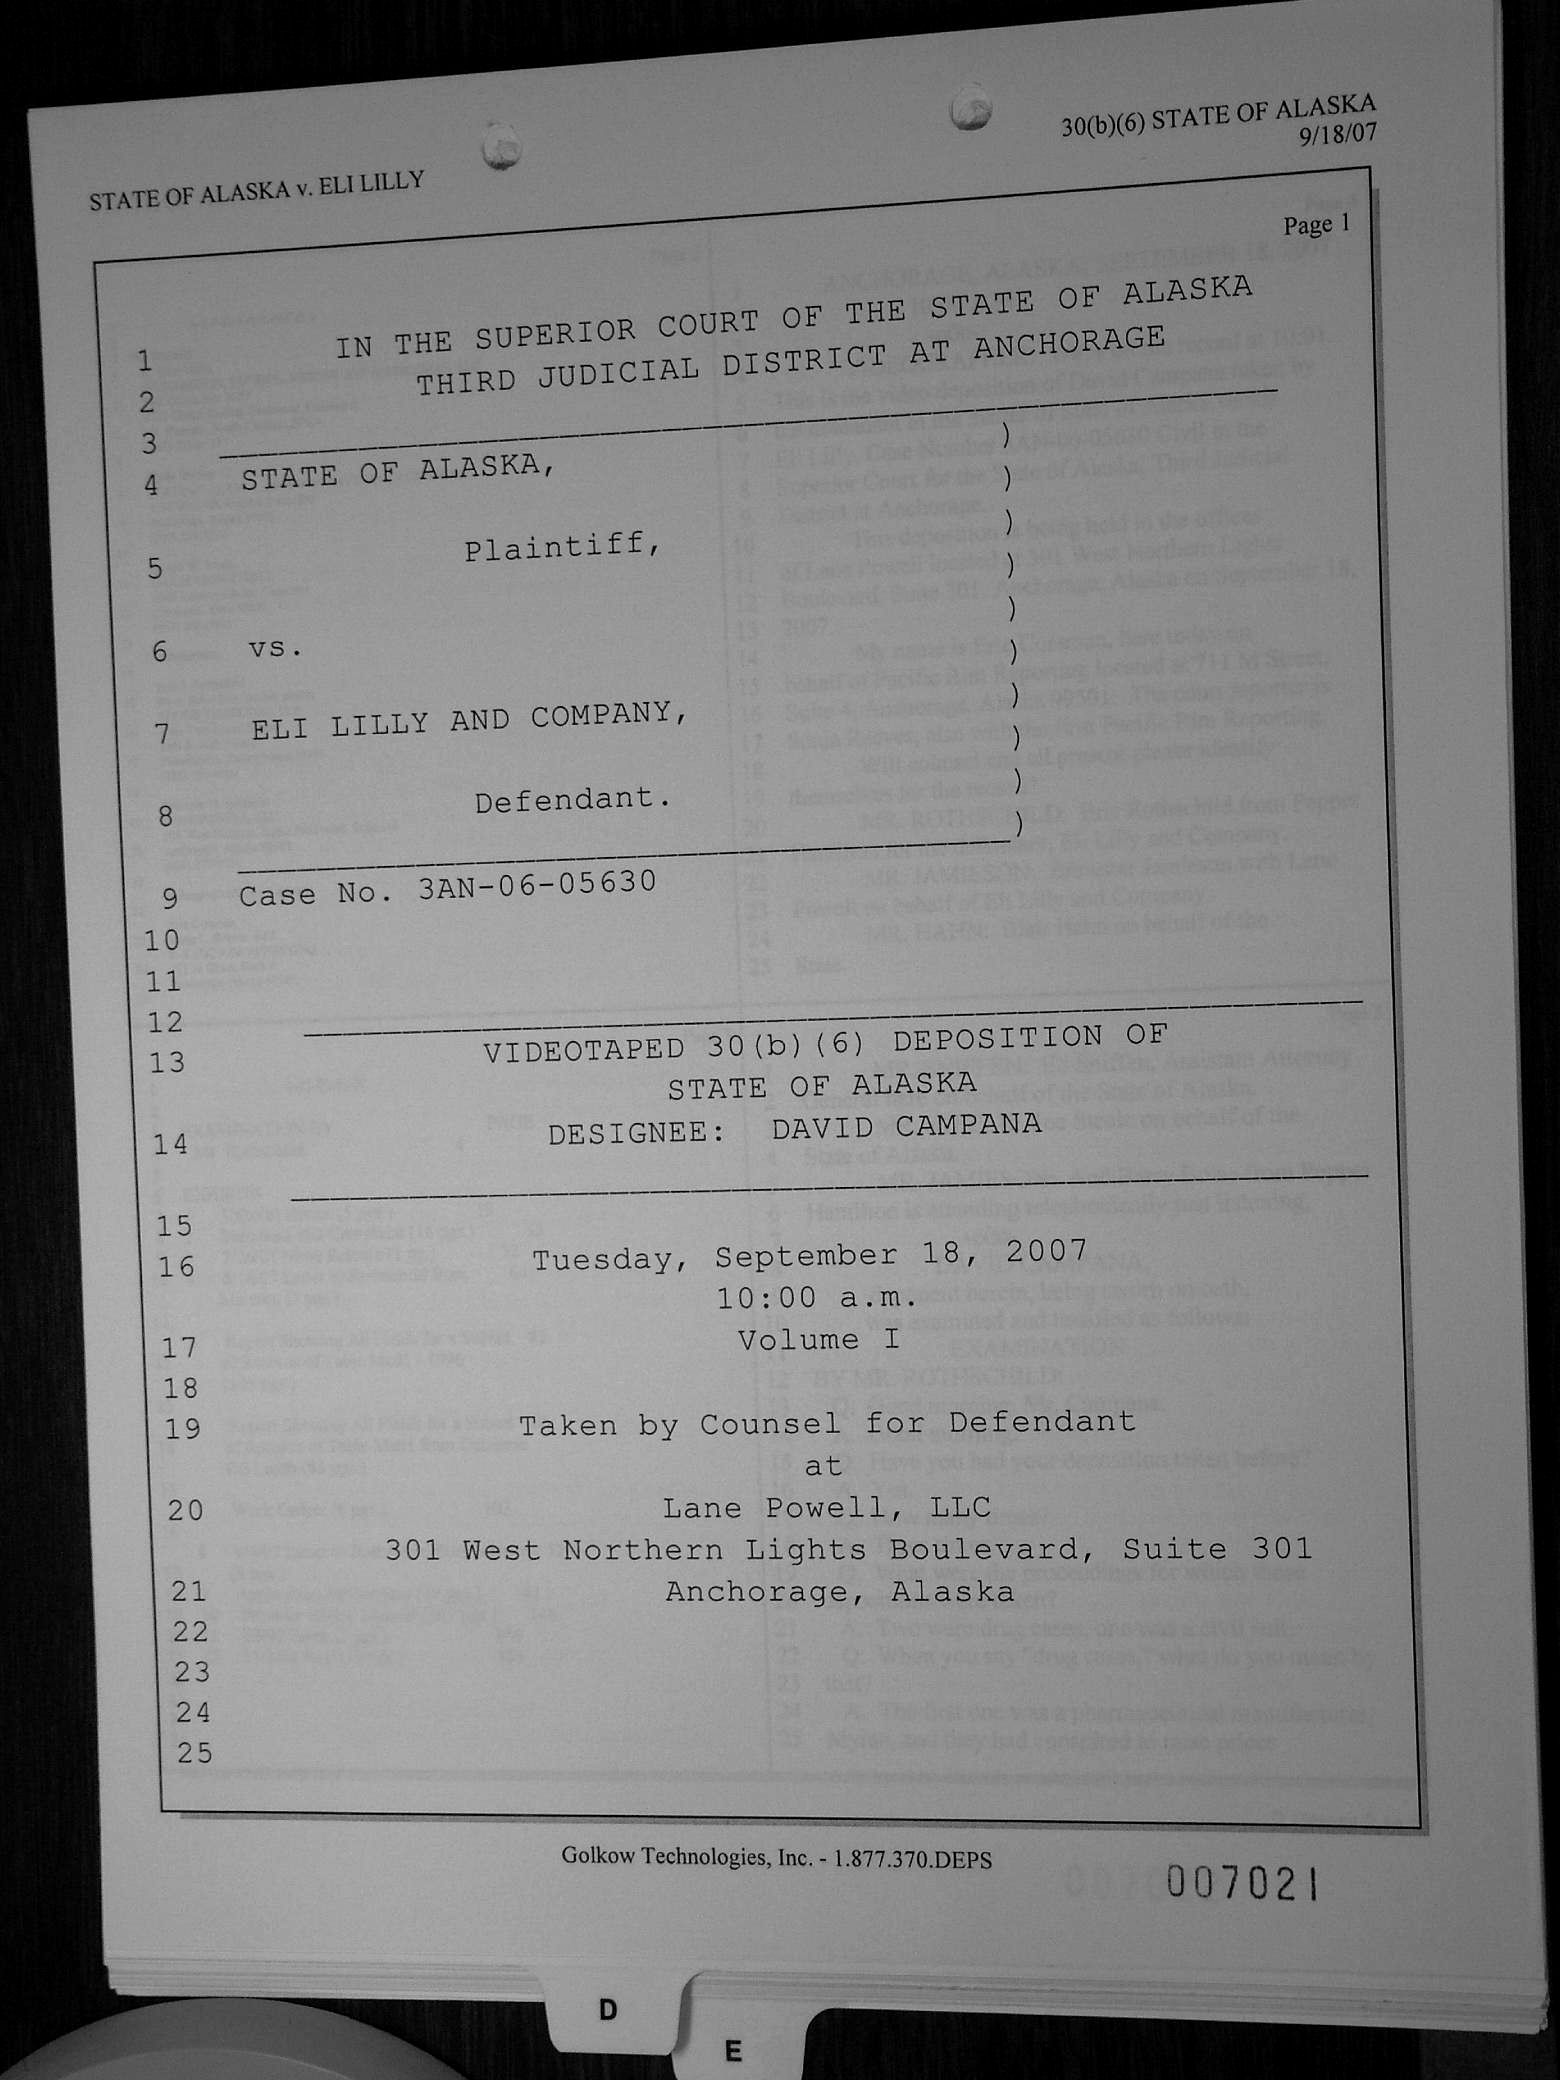 STATE OF ALASKA v. ELI LILLY
30(b)(6) STATE OF ALASKA
9/18/07
Page 1
1 IN THE SUPERIOR COURT OF THE STATE OF ALASKA
2 THIRD JUDICIAL DISTRICT AT ANCHORAGE
3 )
4 STATE OF ALASKA, )
)
5 Plaintiff, )
)
6 vs. )
)
7 ELI LILLY AND COMPANY, )
)
8 Defendant. )
9 Case No. 3AN-06-05630
10
11
12
13 VIDEOTAPED 30(b)(6) DEPOSITION OF
STATE OF ALASKA
14 DESIGNEE: DAVID CAMPANA
15
16 Tuesday, September 18, 2007
10:00 a.m.
17 Volume I
18
19 Taken by Counsel for Defendant
at
20 Lane Powell, LLC
301 West Northern Lights Boulevard, Suite 301
21 Anchorage, Alaska
22
23
24
25
Golkow Technologies, Inc. - 1.877.370.DEPS
007021
D
E